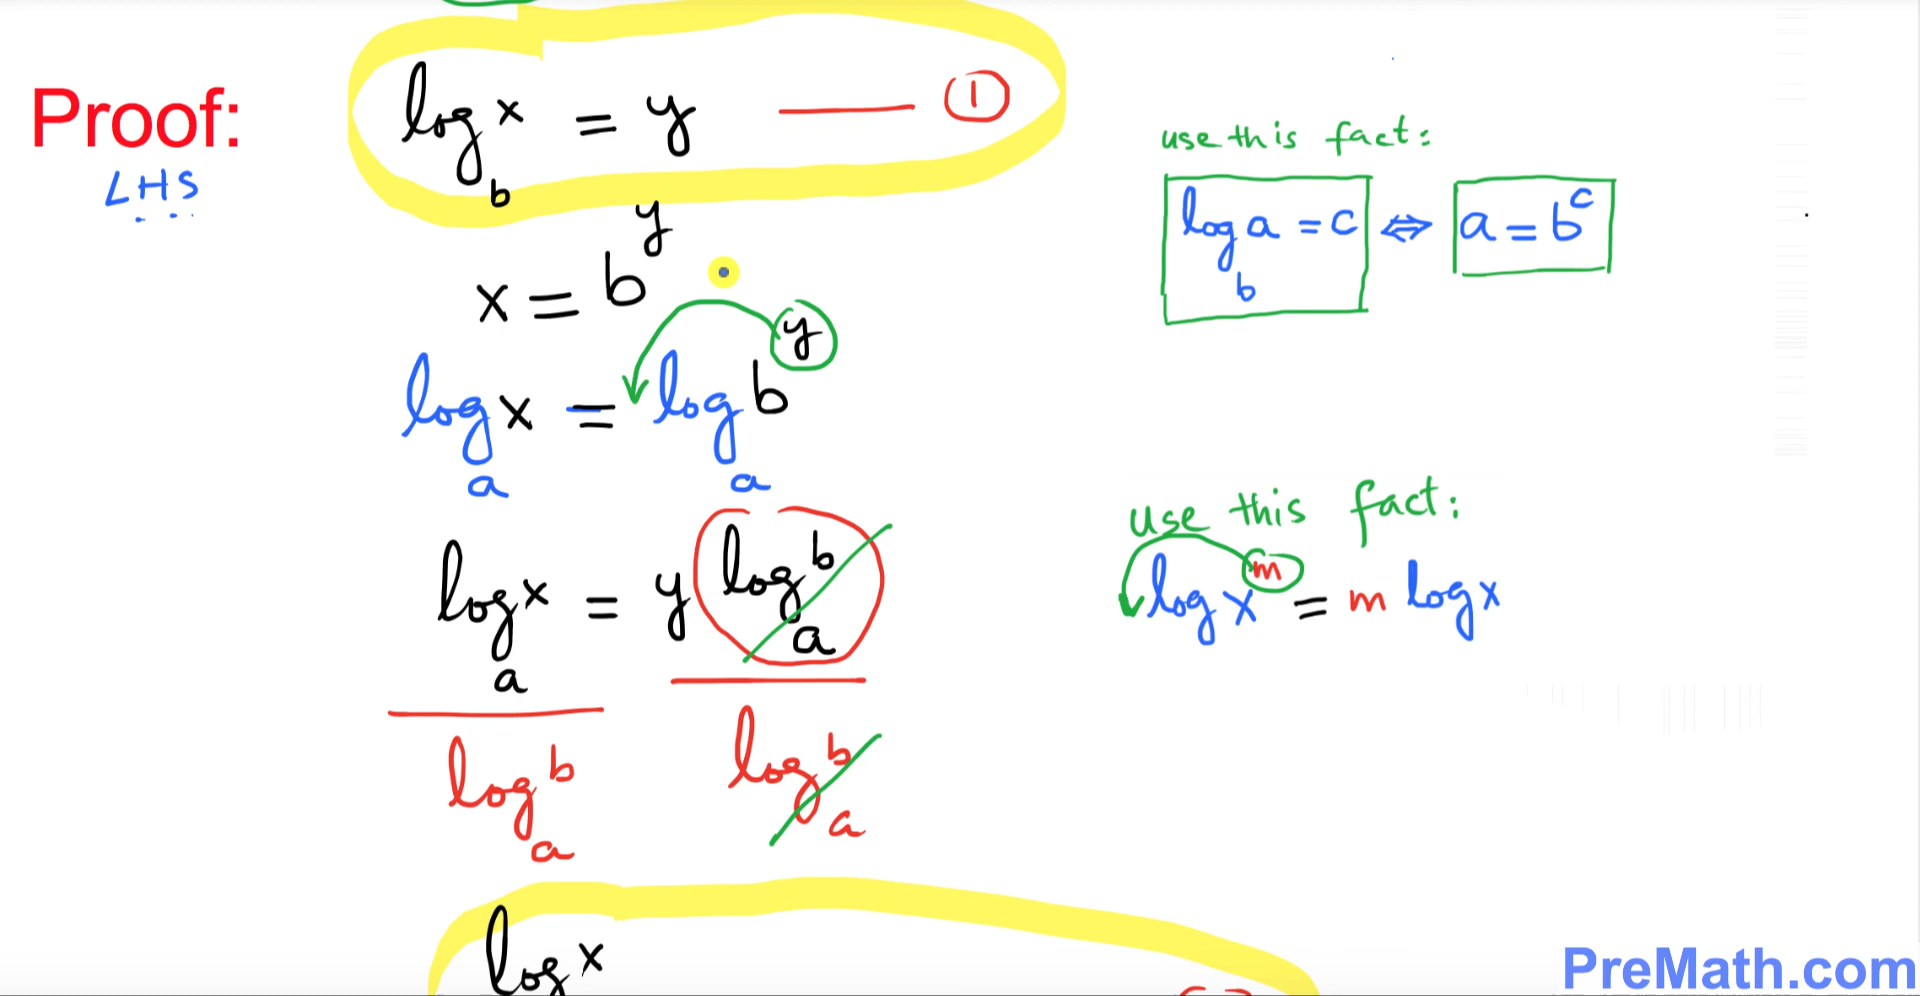 Proof:
LHS
log_b x = y —— ①
x = b^y
log_a x = log_a b^y
log_a x = y log_a b
log_a b log_a b
log x
use this fact:
log_b a = c ⇔ a = b^c
use this fact:
log x^m = m log x
PreMath.com